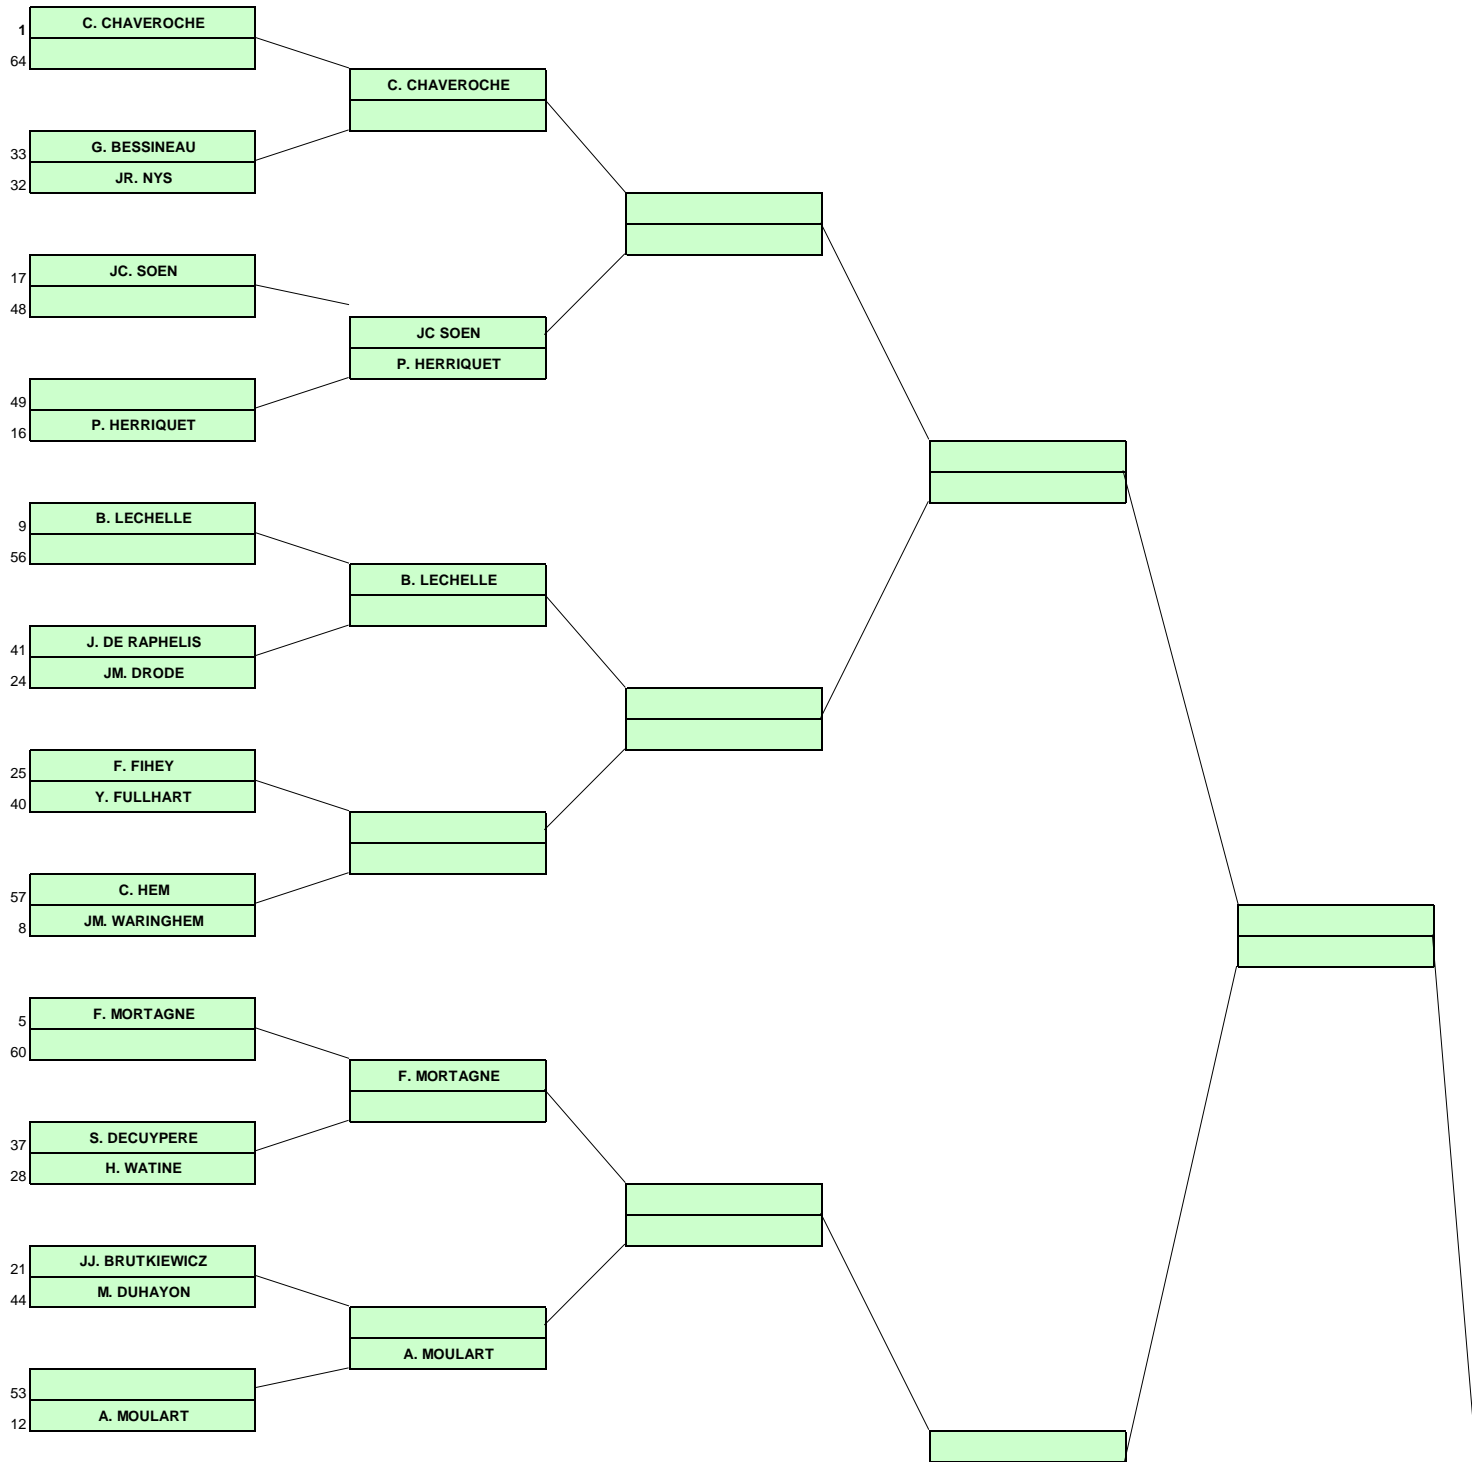 1
C. CHAVEROCHE
64
C. CHAVEROCHE
33
G. BESSINEAU
32
JR. NYS
17
JC. SOEN
48
JC SOEN
P. HERRIQUET
49
16
P. HERRIQUET
9
B. LECHELLE
56
B. LECHELLE
41
J. DE RAPHELIS
24
JM. DRODE
25
F. FIHEY
40
Y. FULLHART
57
C. HEM
8
JM. WARINGHEM
5
F. MORTAGNE
60
F. MORTAGNE
37
S. DECUYPERE
28
H. WATINE
21
JJ. BRUTKIEWICZ
44
M. DUHAYON
A. MOULART
53
12
A. MOULART